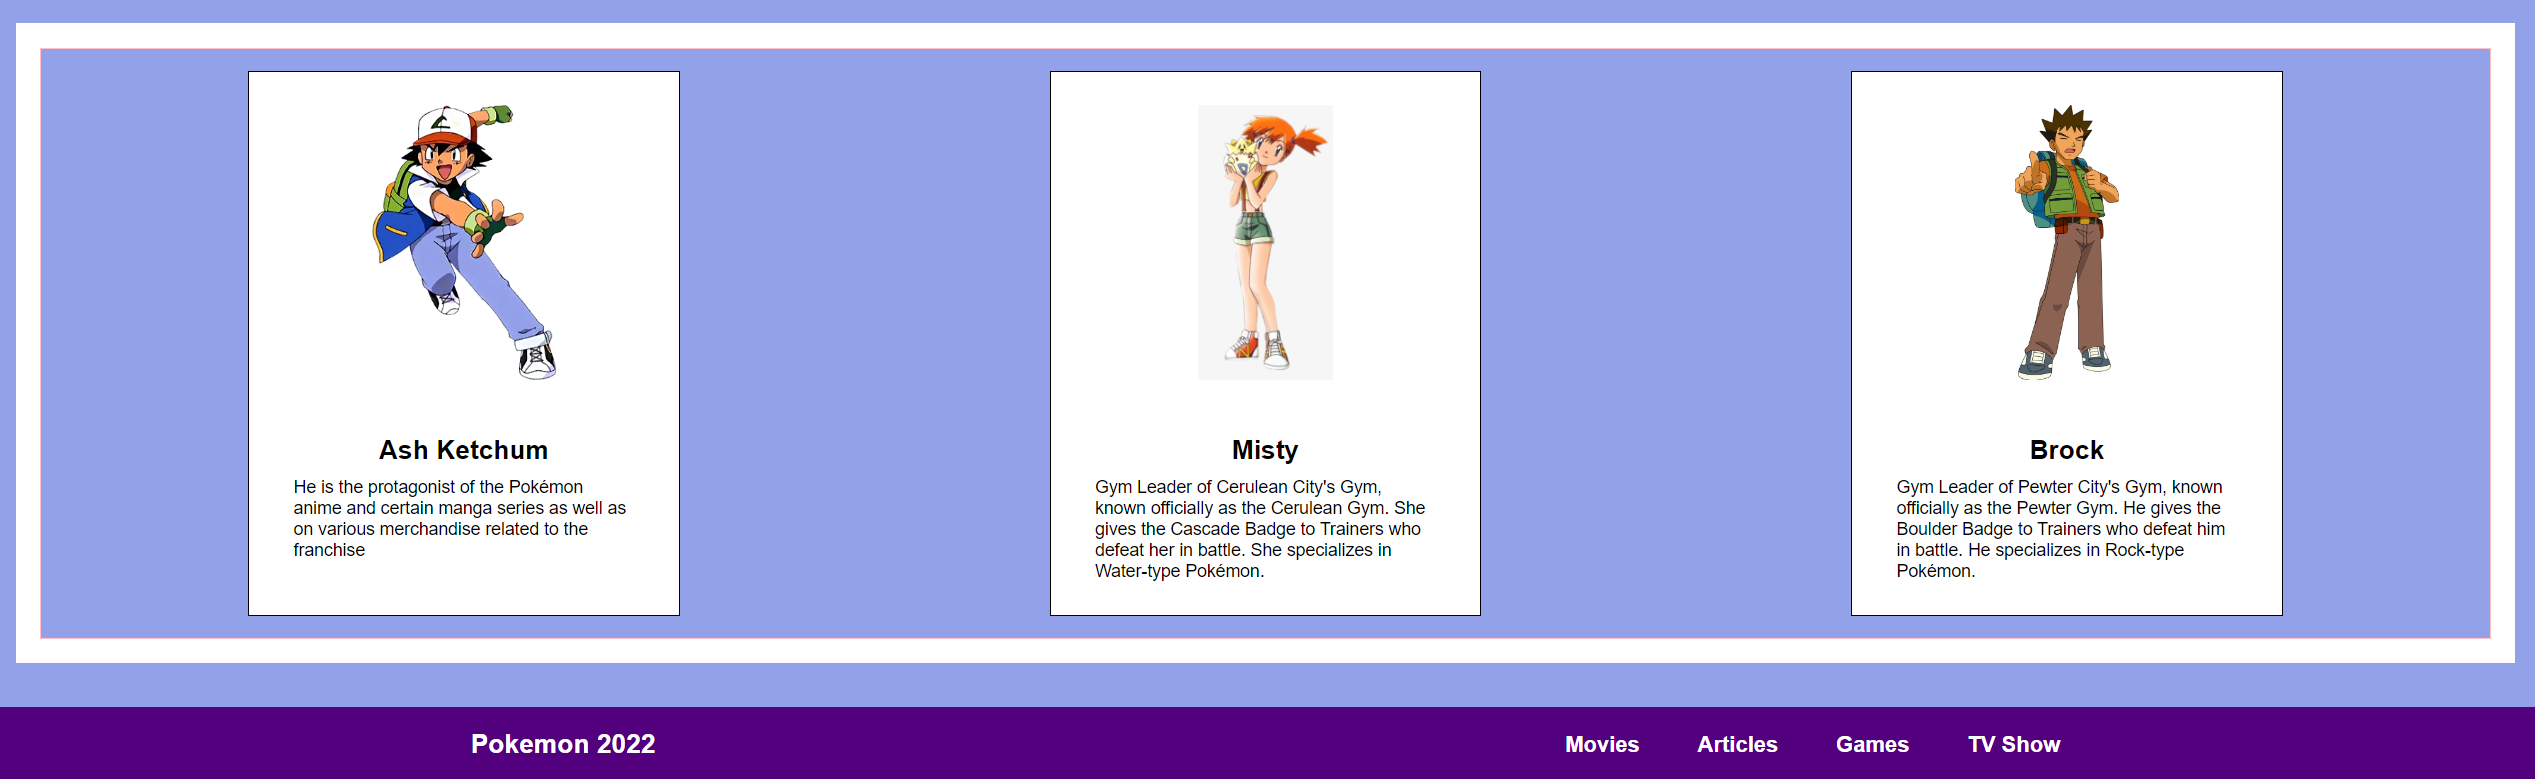 Ash Ketchum
He is the protagonist of the Pokémon
anime and certain manga series as well as
on various merchandise related to the
franchise
Misty
Gym Leader of Cerulean City's Gym,
known officially as the Cerulean Gym. She
gives the Cascade Badge to Trainers who
defeat her in battle. She specializes in
Water-type Pokémon.
Brock
Gym Leader of Pewter City's Gym, known
officially as the Pewter Gym. He gives the
Boulder Badge to Trainers who defeat him
in battle. He specializes in Rock-type
Pokémon.
Pokemon 2022
Movies Articles Games TV Show